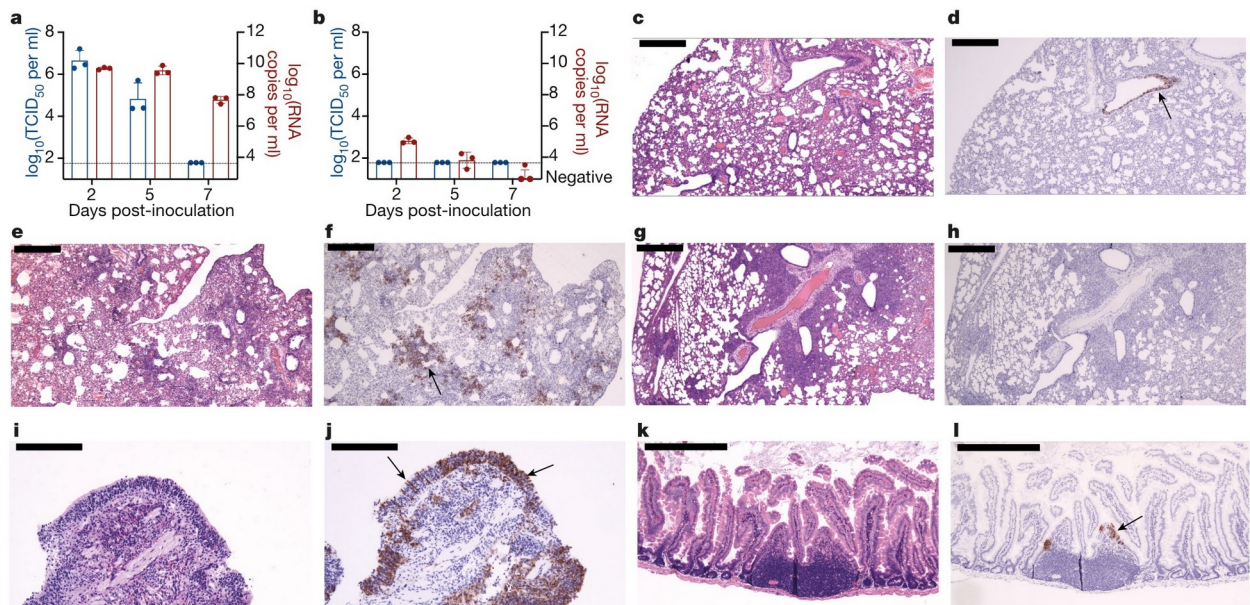 a
b
c
d
8
6
4
2
12
10
8
6
4
log₁₀(TCID₅₀ per ml)
log₁₀(RNA
copies per ml)
2
5
7
Days post-inoculation
8
6
4
2
12
10
8
6
4
Negative
log₁₀(TCID₅₀ per ml)
log₁₀(RNA
copies per ml)
2
5
7
Days post-inoculation
e
f
g
h
i
j
k
l